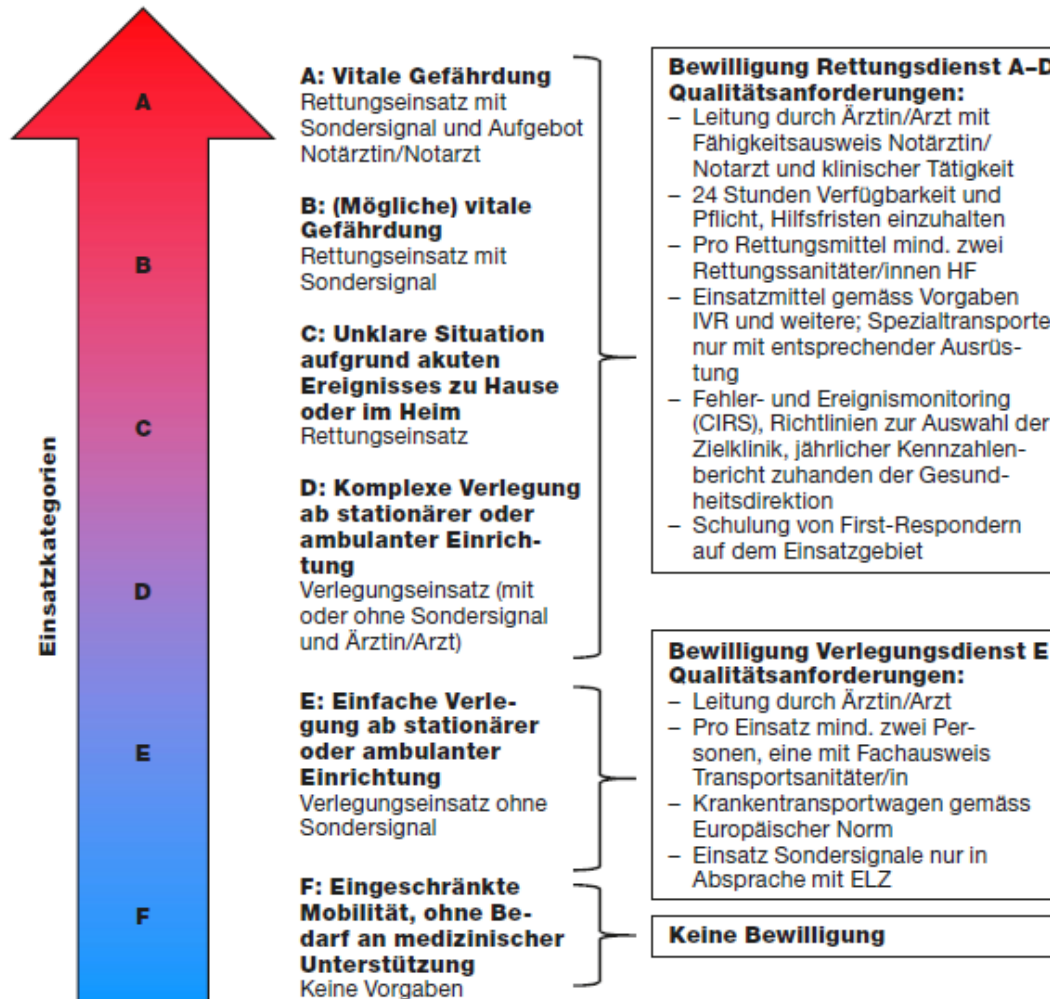 Einsatzkategorien
A
B
C
D
E
F
A: Vitale Gefährdung
Rettungseinsatz mit
Sondersignal und Aufgebot
Notärztin/Notarzt
B: (Mögliche) vitale
Gefährdung
Rettungseinsatz mit
Sondersignal
C: Unklare Situation
aufgrund akuten
Ereignisses zu Hause
oder im Heim
Rettungseinsatz
D: Komplexe Verlegung
ab stationärer oder
ambulanter Einrich-
tung
Verlegungseinsatz (mit
oder ohne Sondersignal
und Ärztin/Arzt)
E: Einfache Verle-
gung ab stationärer
oder ambulanter
Einrichtung
Verlegungseinsatz ohne
Sondersignal
F: Eingeschränkte
Mobilität, ohne Be-
darf an medizinischer
Unterstützung
Keine Vorgaben
Bewilligung Rettungsdienst A–D
Qualitätsanforderungen:
– Leitung durch Ärztin/Arzt mit
Fähigkeitsausweis Notärztin/
Notarzt und klinischer Tätigkeit
– 24 Stunden Verfügbarkeit und
Pflicht, Hilfsfristen einzuhalten
– Pro Rettungsmittel mind. zwei
Rettungssanitäter/innen HF
– Einsatzmittel gemäss Vorgaben
IVR und weitere; Spezialtransporte
nur mit entsprechender Ausrüs-
tung
– Fehler- und Ereignismonitoring
(CIRS), Richtlinien zur Auswahl der
Zielklinik, jährlicher Kennzahlen-
bericht zuhanden der Gesund-
heitsdirektion
– Schulung von First-Respondern
auf dem Einsatzgebiet
Bewilligung Verlegungsdienst E
Qualitätsanforderungen:
– Leitung durch Ärztin/Arzt
– Pro Einsatz mind. zwei Per-
sonen, eine mit Fachausweis
Transportsanitäter/in
– Krankentransportwagen gemäss
Europäischer Norm
– Einsatz Sondersignale nur in
Absprache mit ELZ
Keine Bewilligung